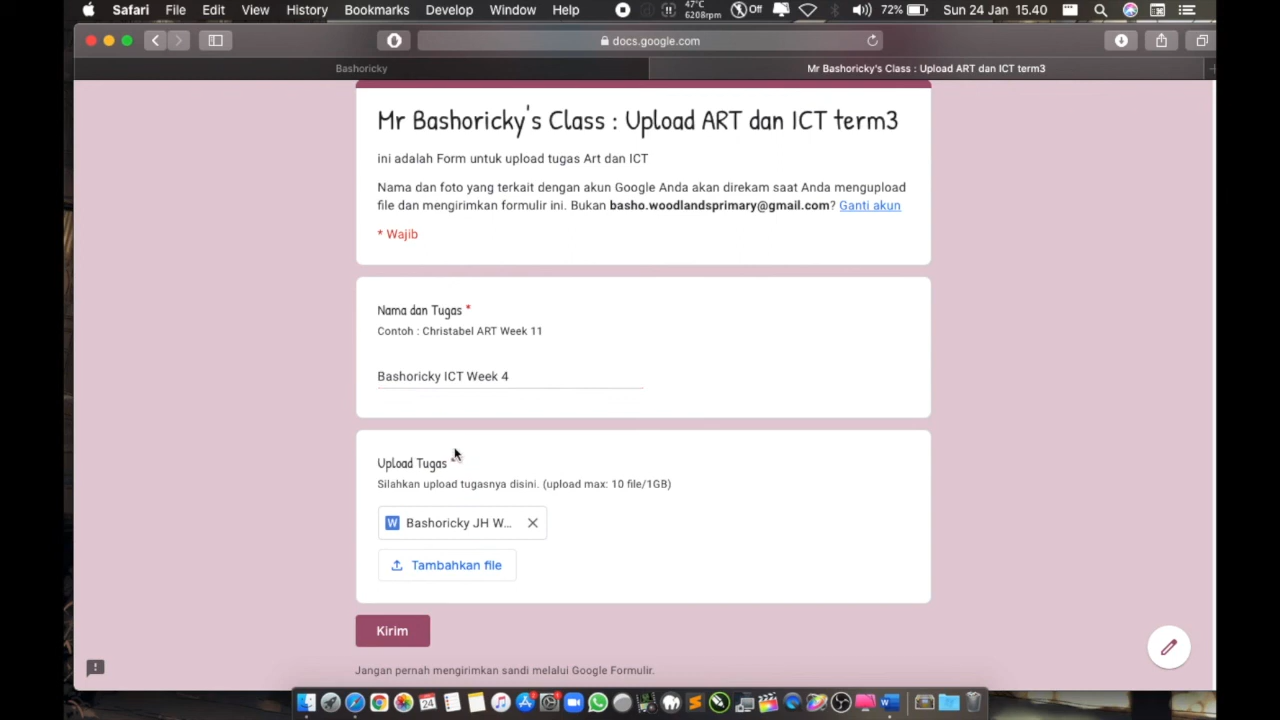 Safari File Edit View History Bookmarks Develop Window Help 47°C 6208rpm Off 72% Sun 24 Jan 15.40
docs.google.com
Bashoricky Mr Bashoricky's Class : Upload ART dan ICT term3
Mr Bashoricky's Class : Upload ART dan ICT term3
ini adalah Form untuk upload tugas Art dan ICT
Nama dan foto yang terkait dengan akun Google Anda akan direkam saat Anda mengupload
file dan mengirimkan formulir ini. Bukan basho.woodlandsprimary@gmail.com? Ganti akun
* Wajib
Nama dan Tugas *
Contoh : Christabel ART Week 11
Bashoricky ICT Week 4
Upload Tugas *
Silahkan upload tugasnya disini. (upload max: 10 file/1GB)
W Bashoricky JH W...
Tambahkan file
Kirim
Jangan pernah mengirimkan sandi melalui Google Formulir.
24